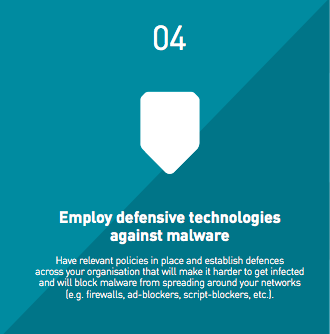 04
Employ defensive technologies
against malware
Have relevant policies in place and establish defences
across your organisation that will make it harder to get infected
and will block malware from spreading around your networks
(e.g. firewalls, ad-blockers, script-blockers, etc.).